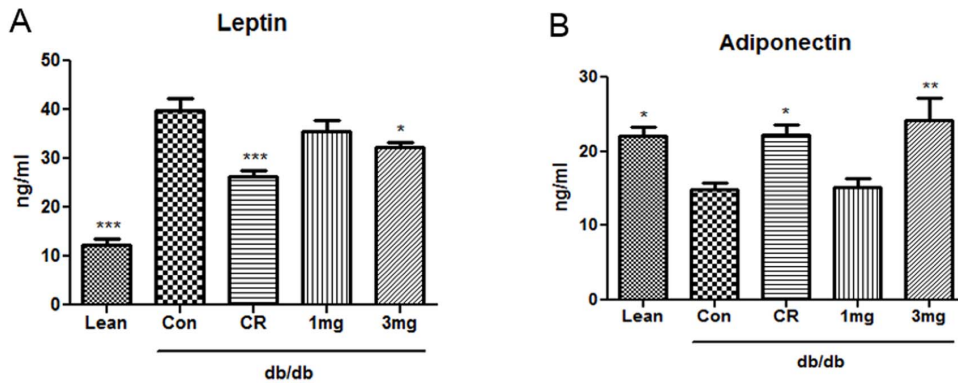 A
Leptin
50
40
30
20
10
0
ng/ml
***
***
*
Lean Con CR 1mg 3mg
db/db
B
Adiponectin
30
20
10
0
ng/ml
*
*
**
Lean Con CR 1mg 3mg
db/db